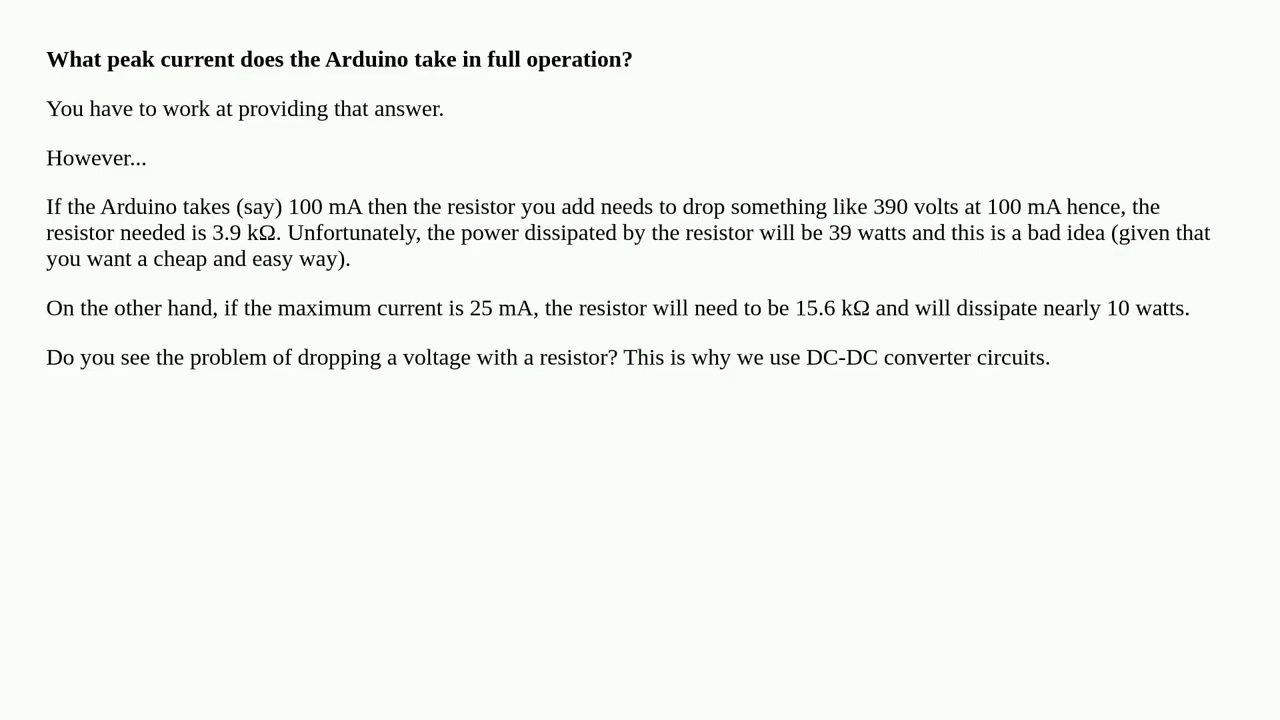 What peak current does the Arduino take in full operation?
You have to work at providing that answer.
However...
If the Arduino takes (say) 100 mA then the resistor you add needs to drop something like 390 volts at 100 mA hence, the
resistor needed is 3.9 kΩ. Unfortunately, the power dissipated by the resistor will be 39 watts and this is a bad idea (given that
you want a cheap and easy way).
On the other hand, if the maximum current is 25 mA, the resistor will need to be 15.6 kΩ and will dissipate nearly 10 watts.
Do you see the problem of dropping a voltage with a resistor? This is why we use DC-DC converter circuits.